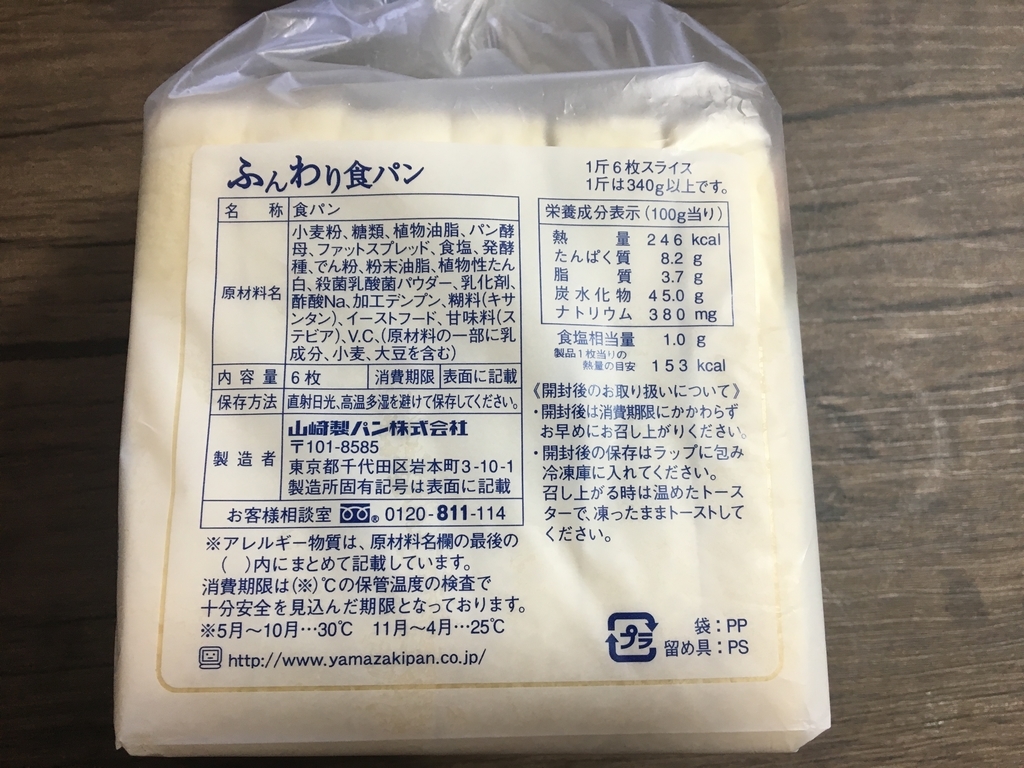 ふんわり食パン
1斤6枚スライス
1斤は340g以上です。
名称 食パン
原材料名
小麦粉、糖類、植物油脂、パン酵
母、ファットスプレッド、食塩、発酵
種、でん粉、粉末油脂、植物性たん
白、殺菌乳酸菌パウダー、乳化剤、
酢酸Na、加工デンプン、糊料(キサ
ンタン)、イーストフード、甘味料(ス
テビア)、V.C、(原材料の一部に乳
成分、小麦、大豆を含む)
内容量 6枚 消費期限 表面に記載
保存方法 直射日光、高温多湿を避けて保存してください。
製造者
山崎製パン株式会社
〒101-8585
東京都千代田区岩本町3-10-1
製造所固有記号は表面に記載
お客様相談室 ® 0120-811-114
※アレルギー物質は、原材料名欄の最後の
( )内にまとめて記載しています。
消費期限は(※)℃の保管温度の検査で
十分安全を見込んだ期限となっております。
※5月〜10月…30℃ 11月〜4月…25℃
http://www.yamazakipan.co.jp/
栄養成分表示(100g当り)
熱量 246 kcal
たんぱく質 8.2 g
脂質 3.7 g
炭水化物 45.0 g
ナトリウム 380 mg
食塩相当量 1.0 g
製品1枚当りの
熱量の目安 153 kcal
《開封後のお取り扱いについて》
・開封後は消費期限にかかわらず
お早めにお召し上がりください。
・開封後の保存はラップに包み
冷凍庫に入れてください。
召し上がる時は温めたトース
ターで、凍ったままトーストして
ください。
プラ
袋:PP
留め具:PS